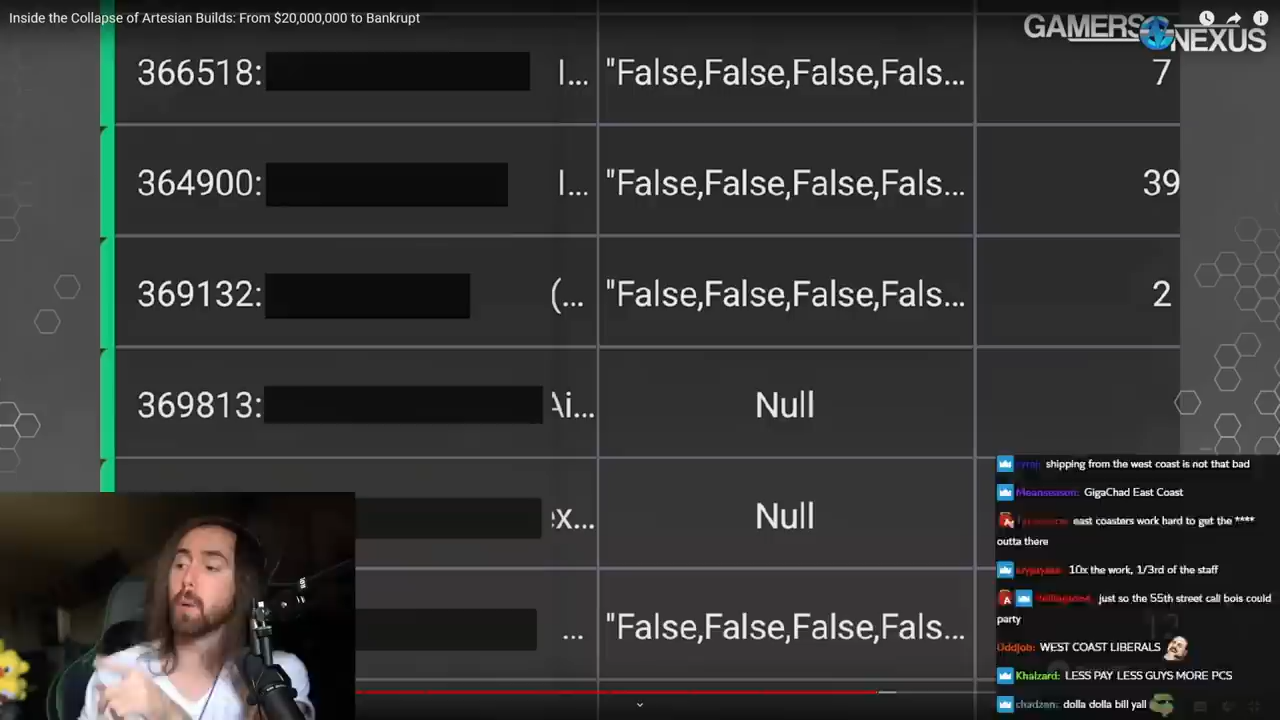 Inside the Collapse of Artesian Builds: From $20,000,000 to Bankrupt
GAMERS NEXUS
366518: I... "False,False,False,Fals... 7
364900: I... "False,False,False,Fals... 39
369132: (... "False,False,False,Fals... 2
369813: Ai... Null
ex... Null
... "False,False,False,Fals...
shipping from the west coast is not that bad
GigaChad East Coast
east coasters work hard to get the ****
outta there
10x the work, 1/3rd of the staff
just so the 55th street call bois could
party
Oddjob: WEST COAST LIBERALS
Khalzard: LESS PAY LESS GUYS MORE PCS
chadzen: dolla dolla bill yall